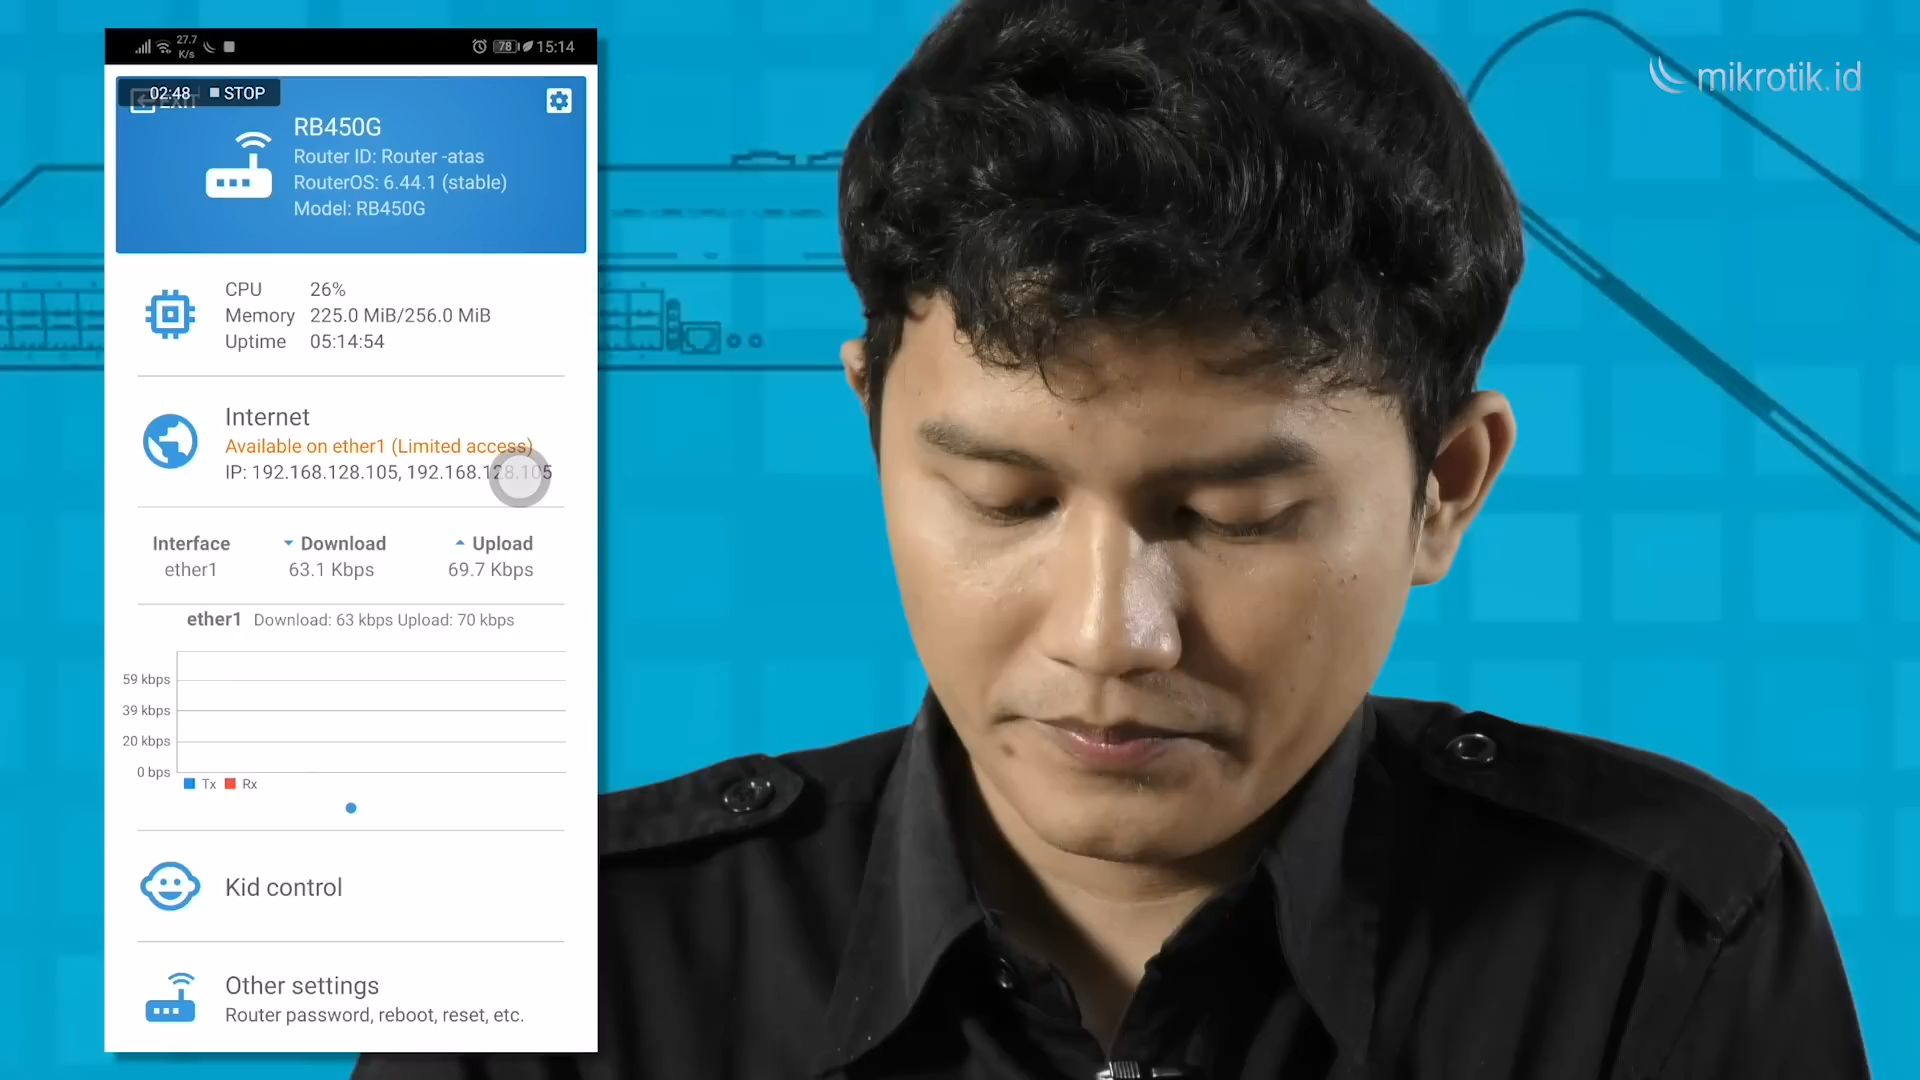 27.7
K/s
78
15:14
02:48 STOP
EXIT
RB450G
Router ID: Router -atas
RouterOS: 6.44.1 (stable)
Model: RB450G
CPU 26%
Memory 225.0 MiB/256.0 MiB
Uptime 05:14:54
Internet
Available on ether1 (Limited access)
IP: 192.168.128.105, 192.168.128.105
Interface Download Upload
ether1 63.1 Kbps 69.7 Kbps
ether1 Download: 63 kbps Upload: 70 kbps
59 kbps
39 kbps
20 kbps
0 bps
Tx Rx
Kid control
Other settings
Router password, reboot, reset, etc.
mikrotik.id